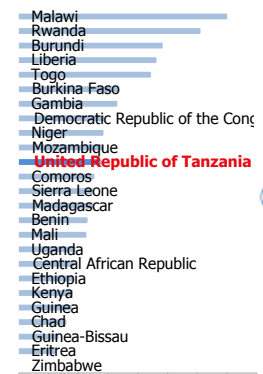 Malawi
Rwanda
Burundi
Liberia
Togo
Burkina Faso
Gambia
Democratic Republic of the Cong
Niger
Mozambique
United Republic of Tanzania
Comoros
Sierra Leone
Madagascar
Benin
Mali
Uganda
Central African Republic
Ethiopia
Kenya
Guinea
Chad
Guinea-Bissau
Eritrea
Zimbabwe